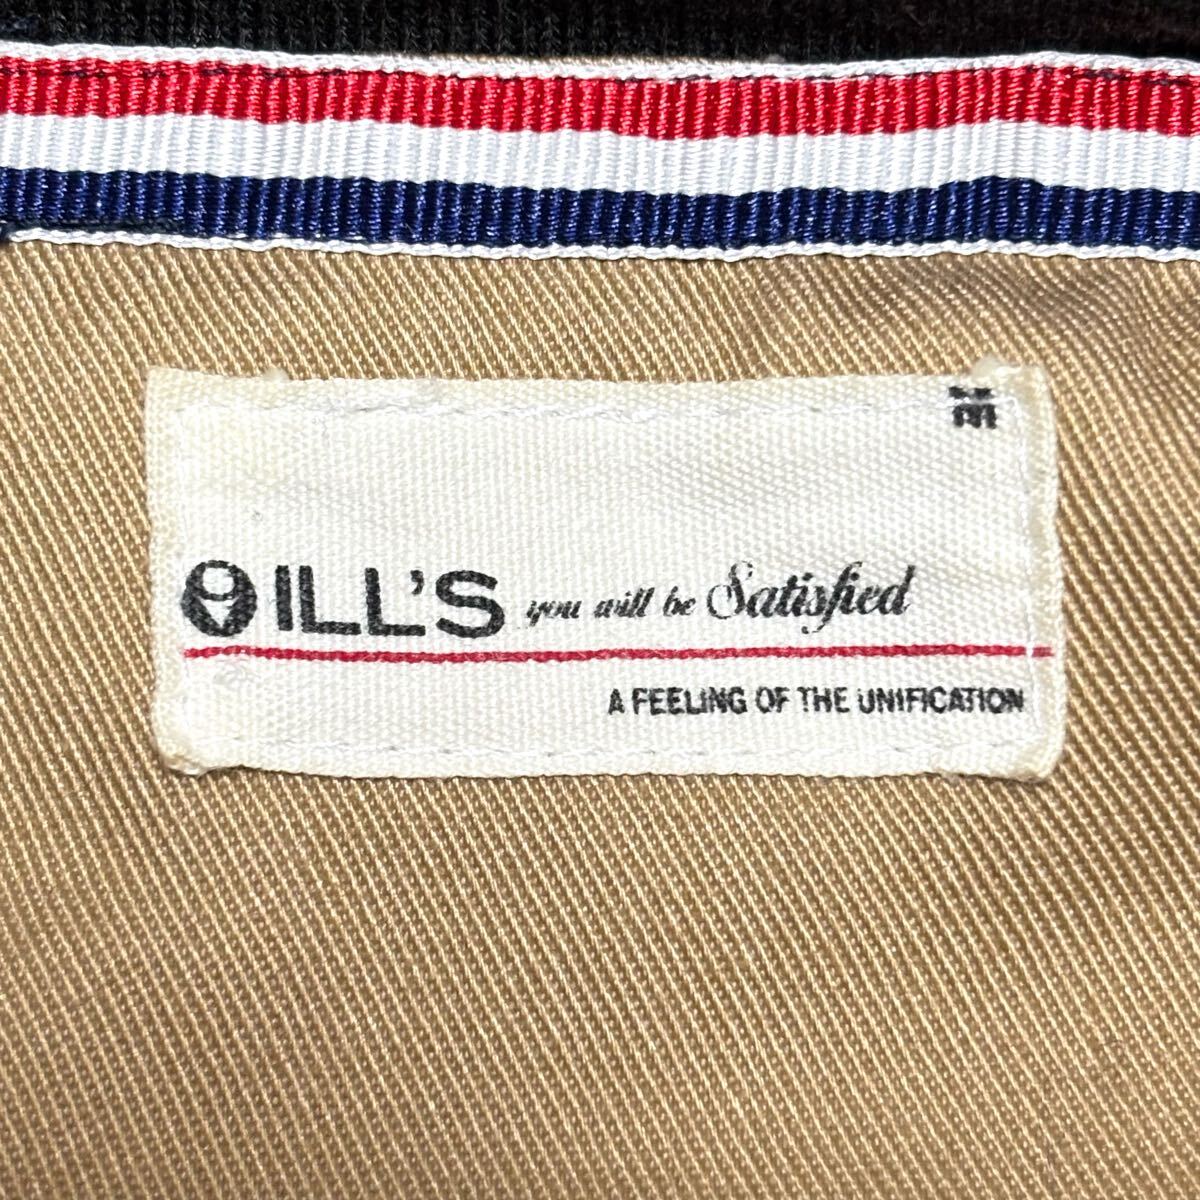 ILL'S you will be Satisfied
A FEELING OF THE UNIFICATION